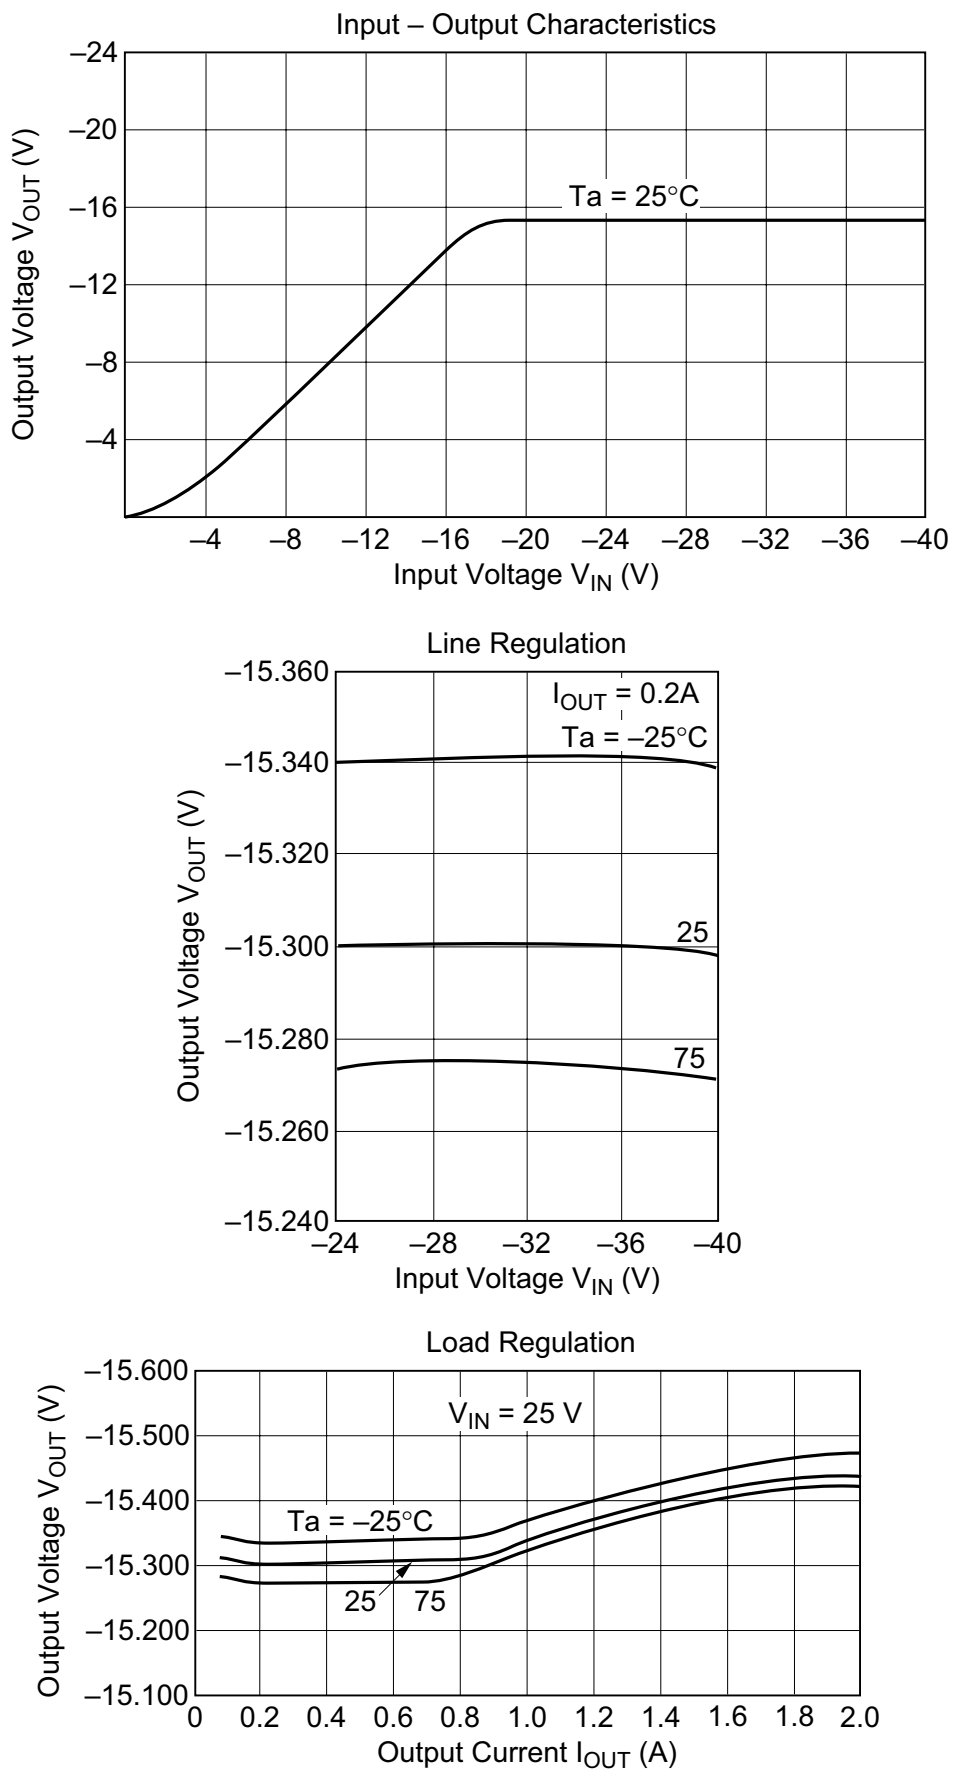 Input – Output Characteristics
–24
–20
–16
–12
–8
–4
Output Voltage VOUT (V)
Ta = 25°C
–4 –8 –12 –16 –20 –24 –28 –32 –36 –40
Input Voltage VIN (V)
Line Regulation
–15.360
–15.340
–15.320
–15.300
–15.280
–15.260
–15.240
Output Voltage VOUT (V)
IOUT = 0.2A
Ta = –25°C
25
75
–24 –28 –32 –36 –40
Input Voltage VIN (V)
Load Regulation
–15.600
–15.500
–15.400
–15.300
–15.200
–15.100
Output Voltage VOUT (V)
VIN = 25 V
Ta = –25°C
25 75
0 0.2 0.4 0.6 0.8 1.0 1.2 1.4 1.6 1.8 2.0
Output Current IOUT (A)